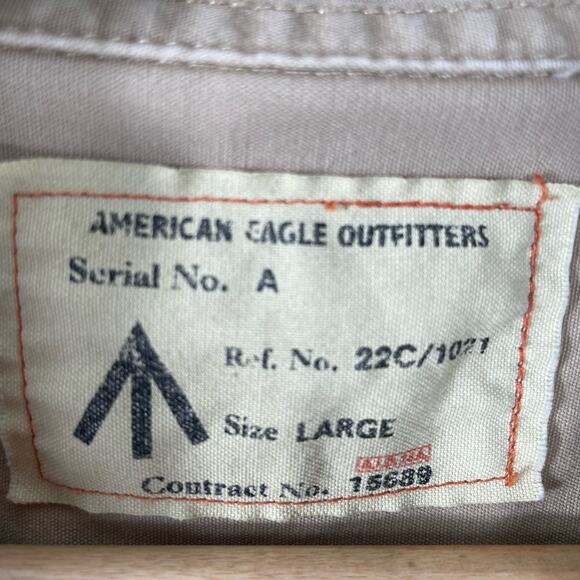 AMERICAN EAGLE OUTFITTERS
Serial No. A
Ref. No. 22C/1021
Size LARGE
Contract No. 15689